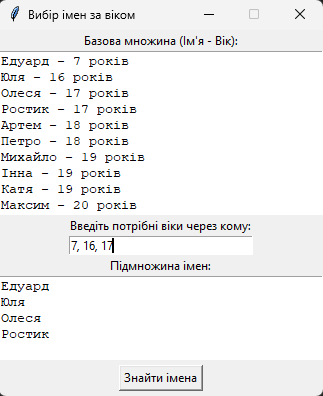 Вибір імен за віком
Базова множина (Ім'я - Вік):
Едуард – 7 років
Юля – 16 років
Олеся – 17 років
Ростик – 17 років
Артем – 18 років
Петро – 18 років
Михайло – 19 років
Інна – 19 років
Катя – 19 років
Максим – 20 років
Введіть потрібні віки через кому:
7, 16, 17
Підмножина імен:
Едуард
Юля
Олеся
Ростик
Знайти імена